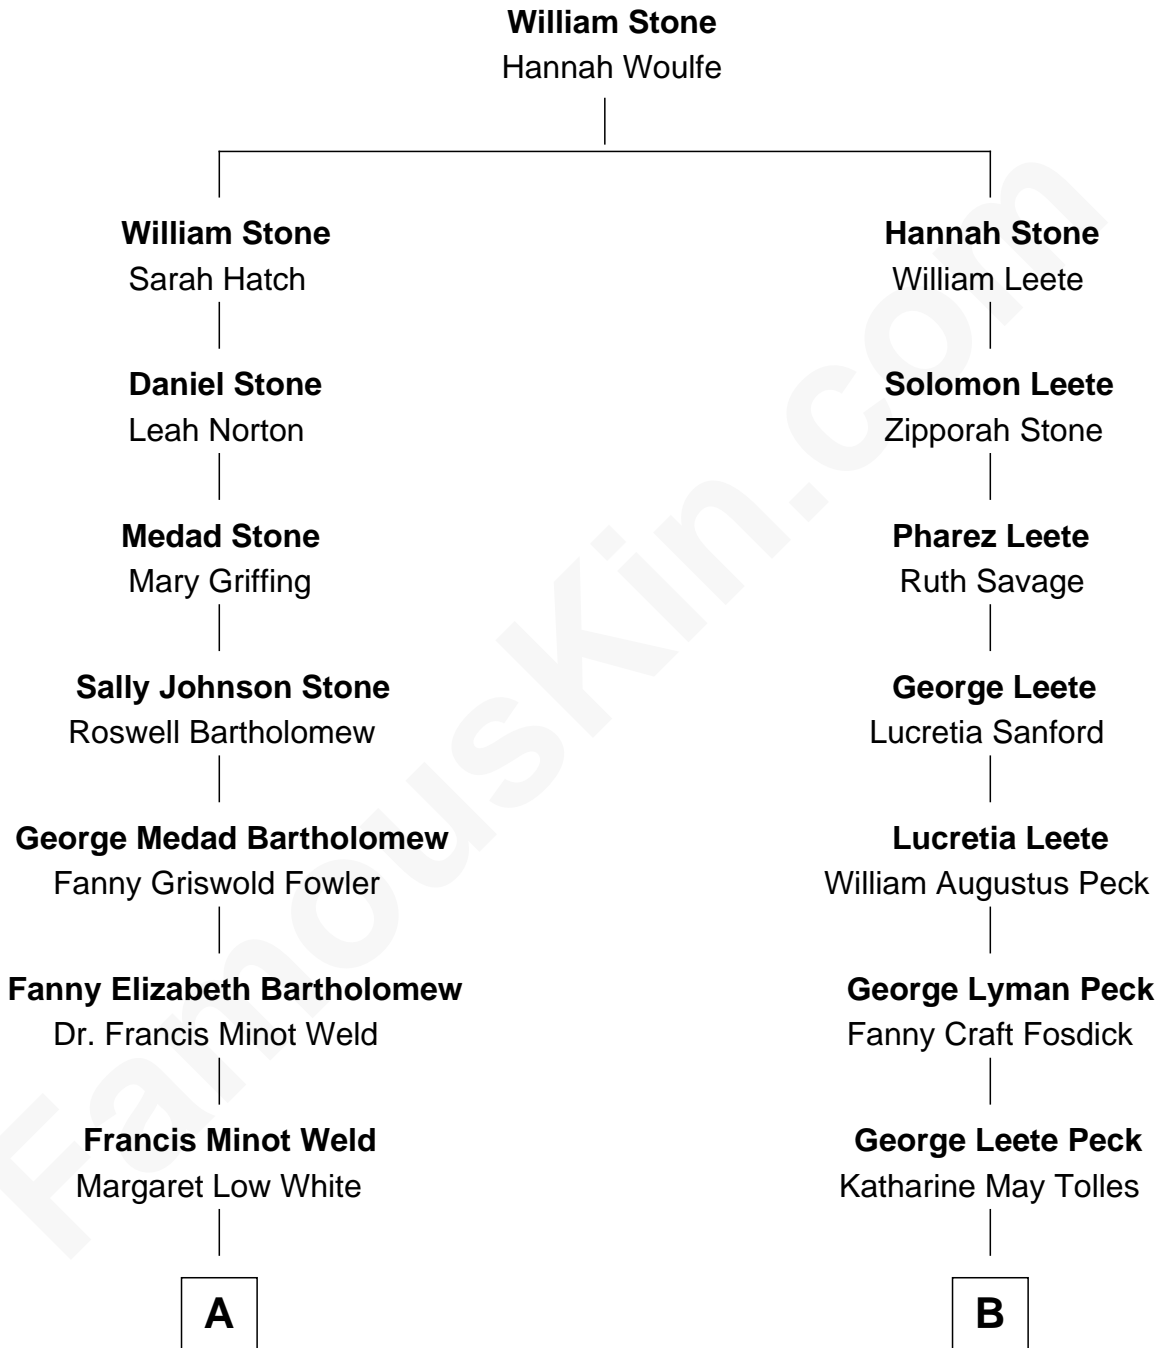 William Stone
Hannah Woulfe
William Stone
Sarah Hatch
Hannah Stone
William Leete
Daniel Stone
Leah Norton
Solomon Leete
Zipporah Stone
Medad Stone
Mary Griffing
Pharez Leete
Ruth Savage
Sally Johnson Stone
Roswell Bartholomew
George Leete
Lucretia Sanford
George Medad Bartholomew
Fanny Griswold Fowler
Lucretia Leete
William Augustus Peck
Fanny Elizabeth Bartholomew
Dr. Francis Minot Weld
George Lyman Peck
Fanny Craft Fosdick
Francis Minot Weld
Margaret Low White
George Leete Peck
Katharine May Tolles
A
B
FamousKin.com